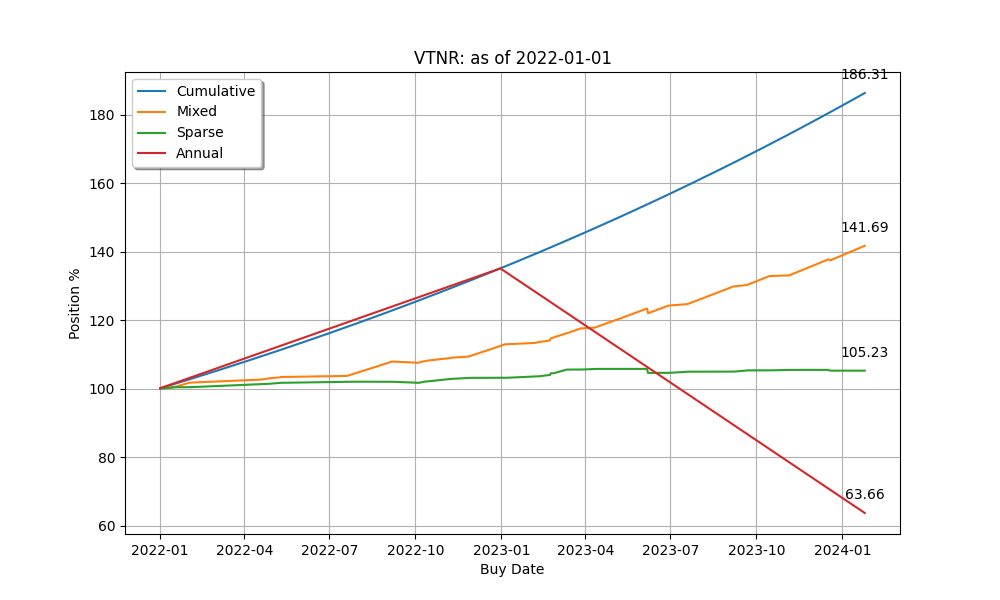 VTNR: as of 2022-01-01
Cumulative
Mixed
Sparse
Annual
186.31
141.69
105.23
63.66
Position %
180
160
140
120
100
80
60
2022-01 2022-04 2022-07 2022-10 2023-01 2023-04 2023-07 2023-10 2024-01
Buy Date